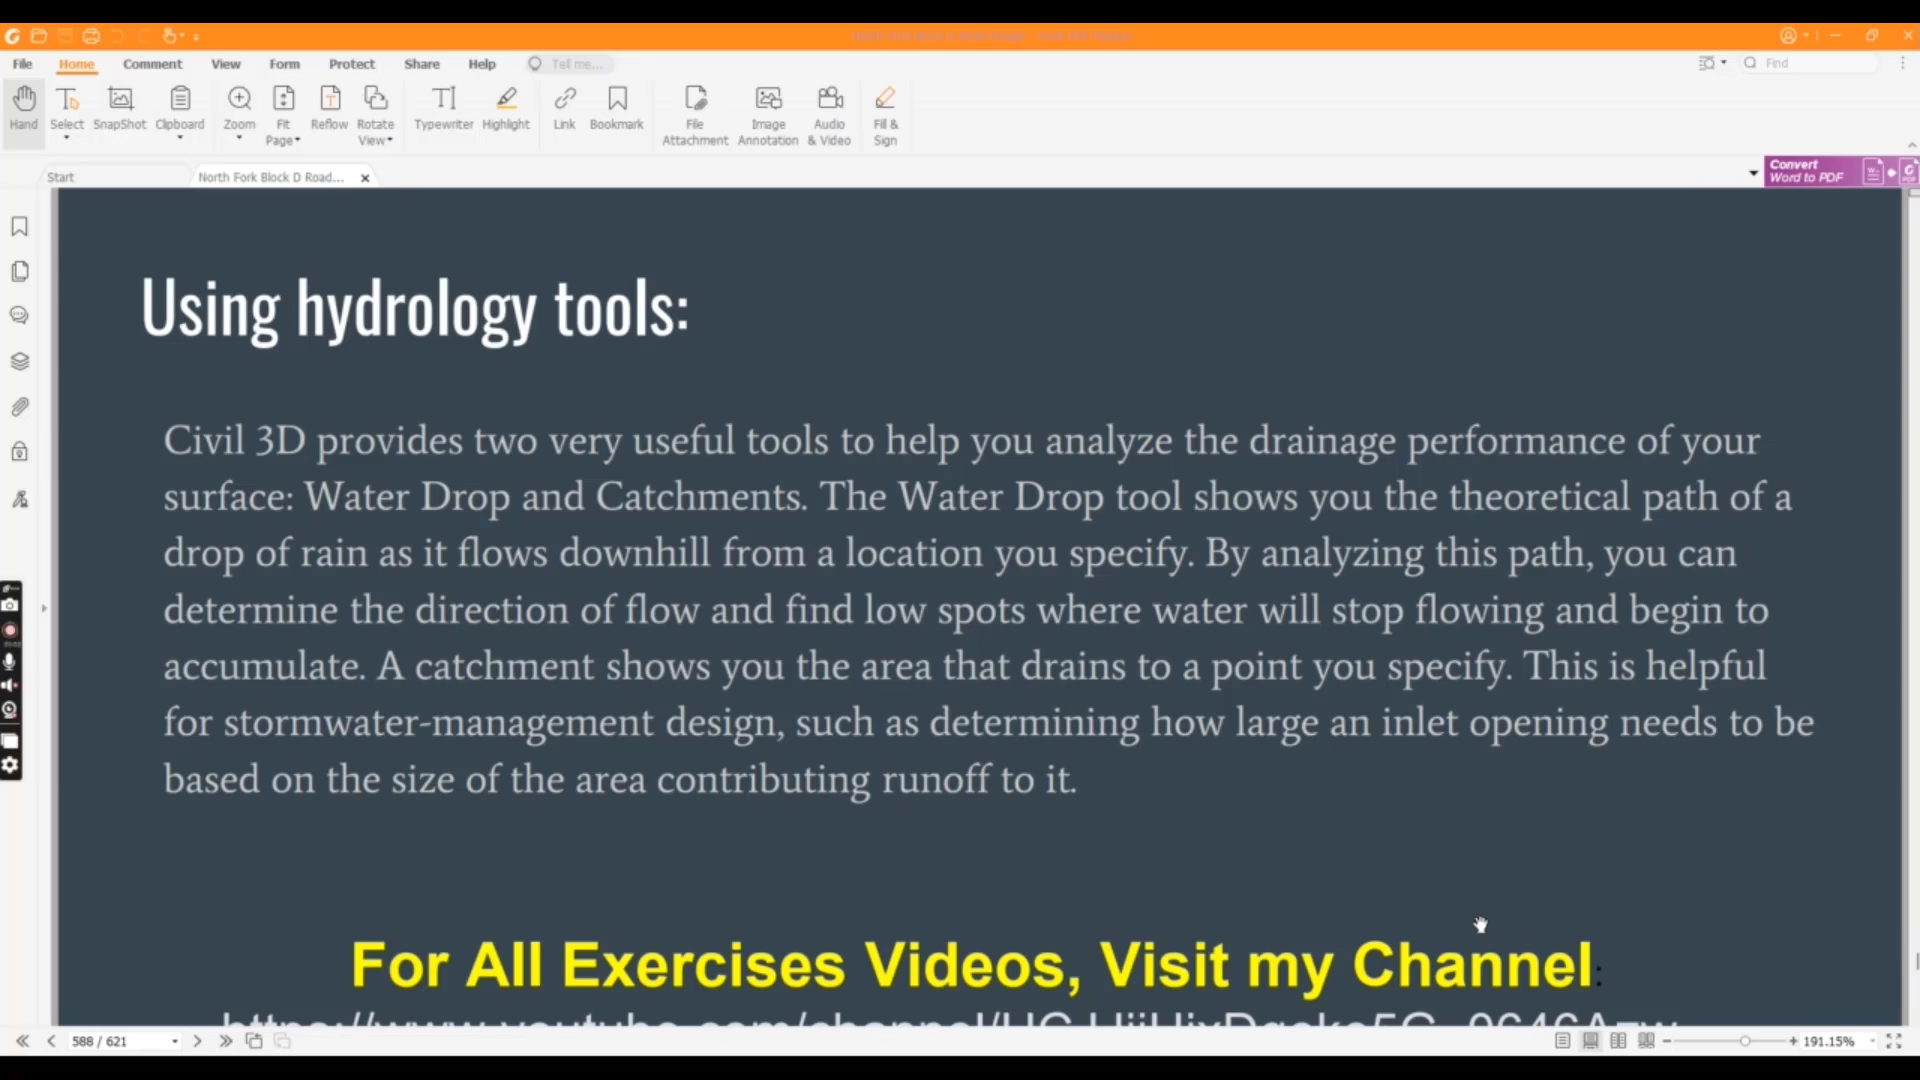 File Home Comment View Form Protect Share Help Tell me... Find
Hand Select SnapShot Clipboard Zoom Fit Page Reflow Rotate View Typewriter Highlight Link Bookmark File Attachment Image Annotation Audio & Video Fill & Sign
Start North Fork Block D Road...
Convert
Word to PDF
Using hydrology tools:
Civil 3D provides two very useful tools to help you analyze the drainage performance of your
surface: Water Drop and Catchments. The Water Drop tool shows you the theoretical path of a
drop of rain as it flows downhill from a location you specify. By analyzing this path, you can
determine the direction of flow and find low spots where water will stop flowing and begin to
accumulate. A catchment shows you the area that drains to a point you specify. This is helpful
for stormwater-management design, such as determining how large an inlet opening needs to be
based on the size of the area contributing runoff to it.
For All Exercises Videos, Visit my Channel:
588 / 621
191.15%